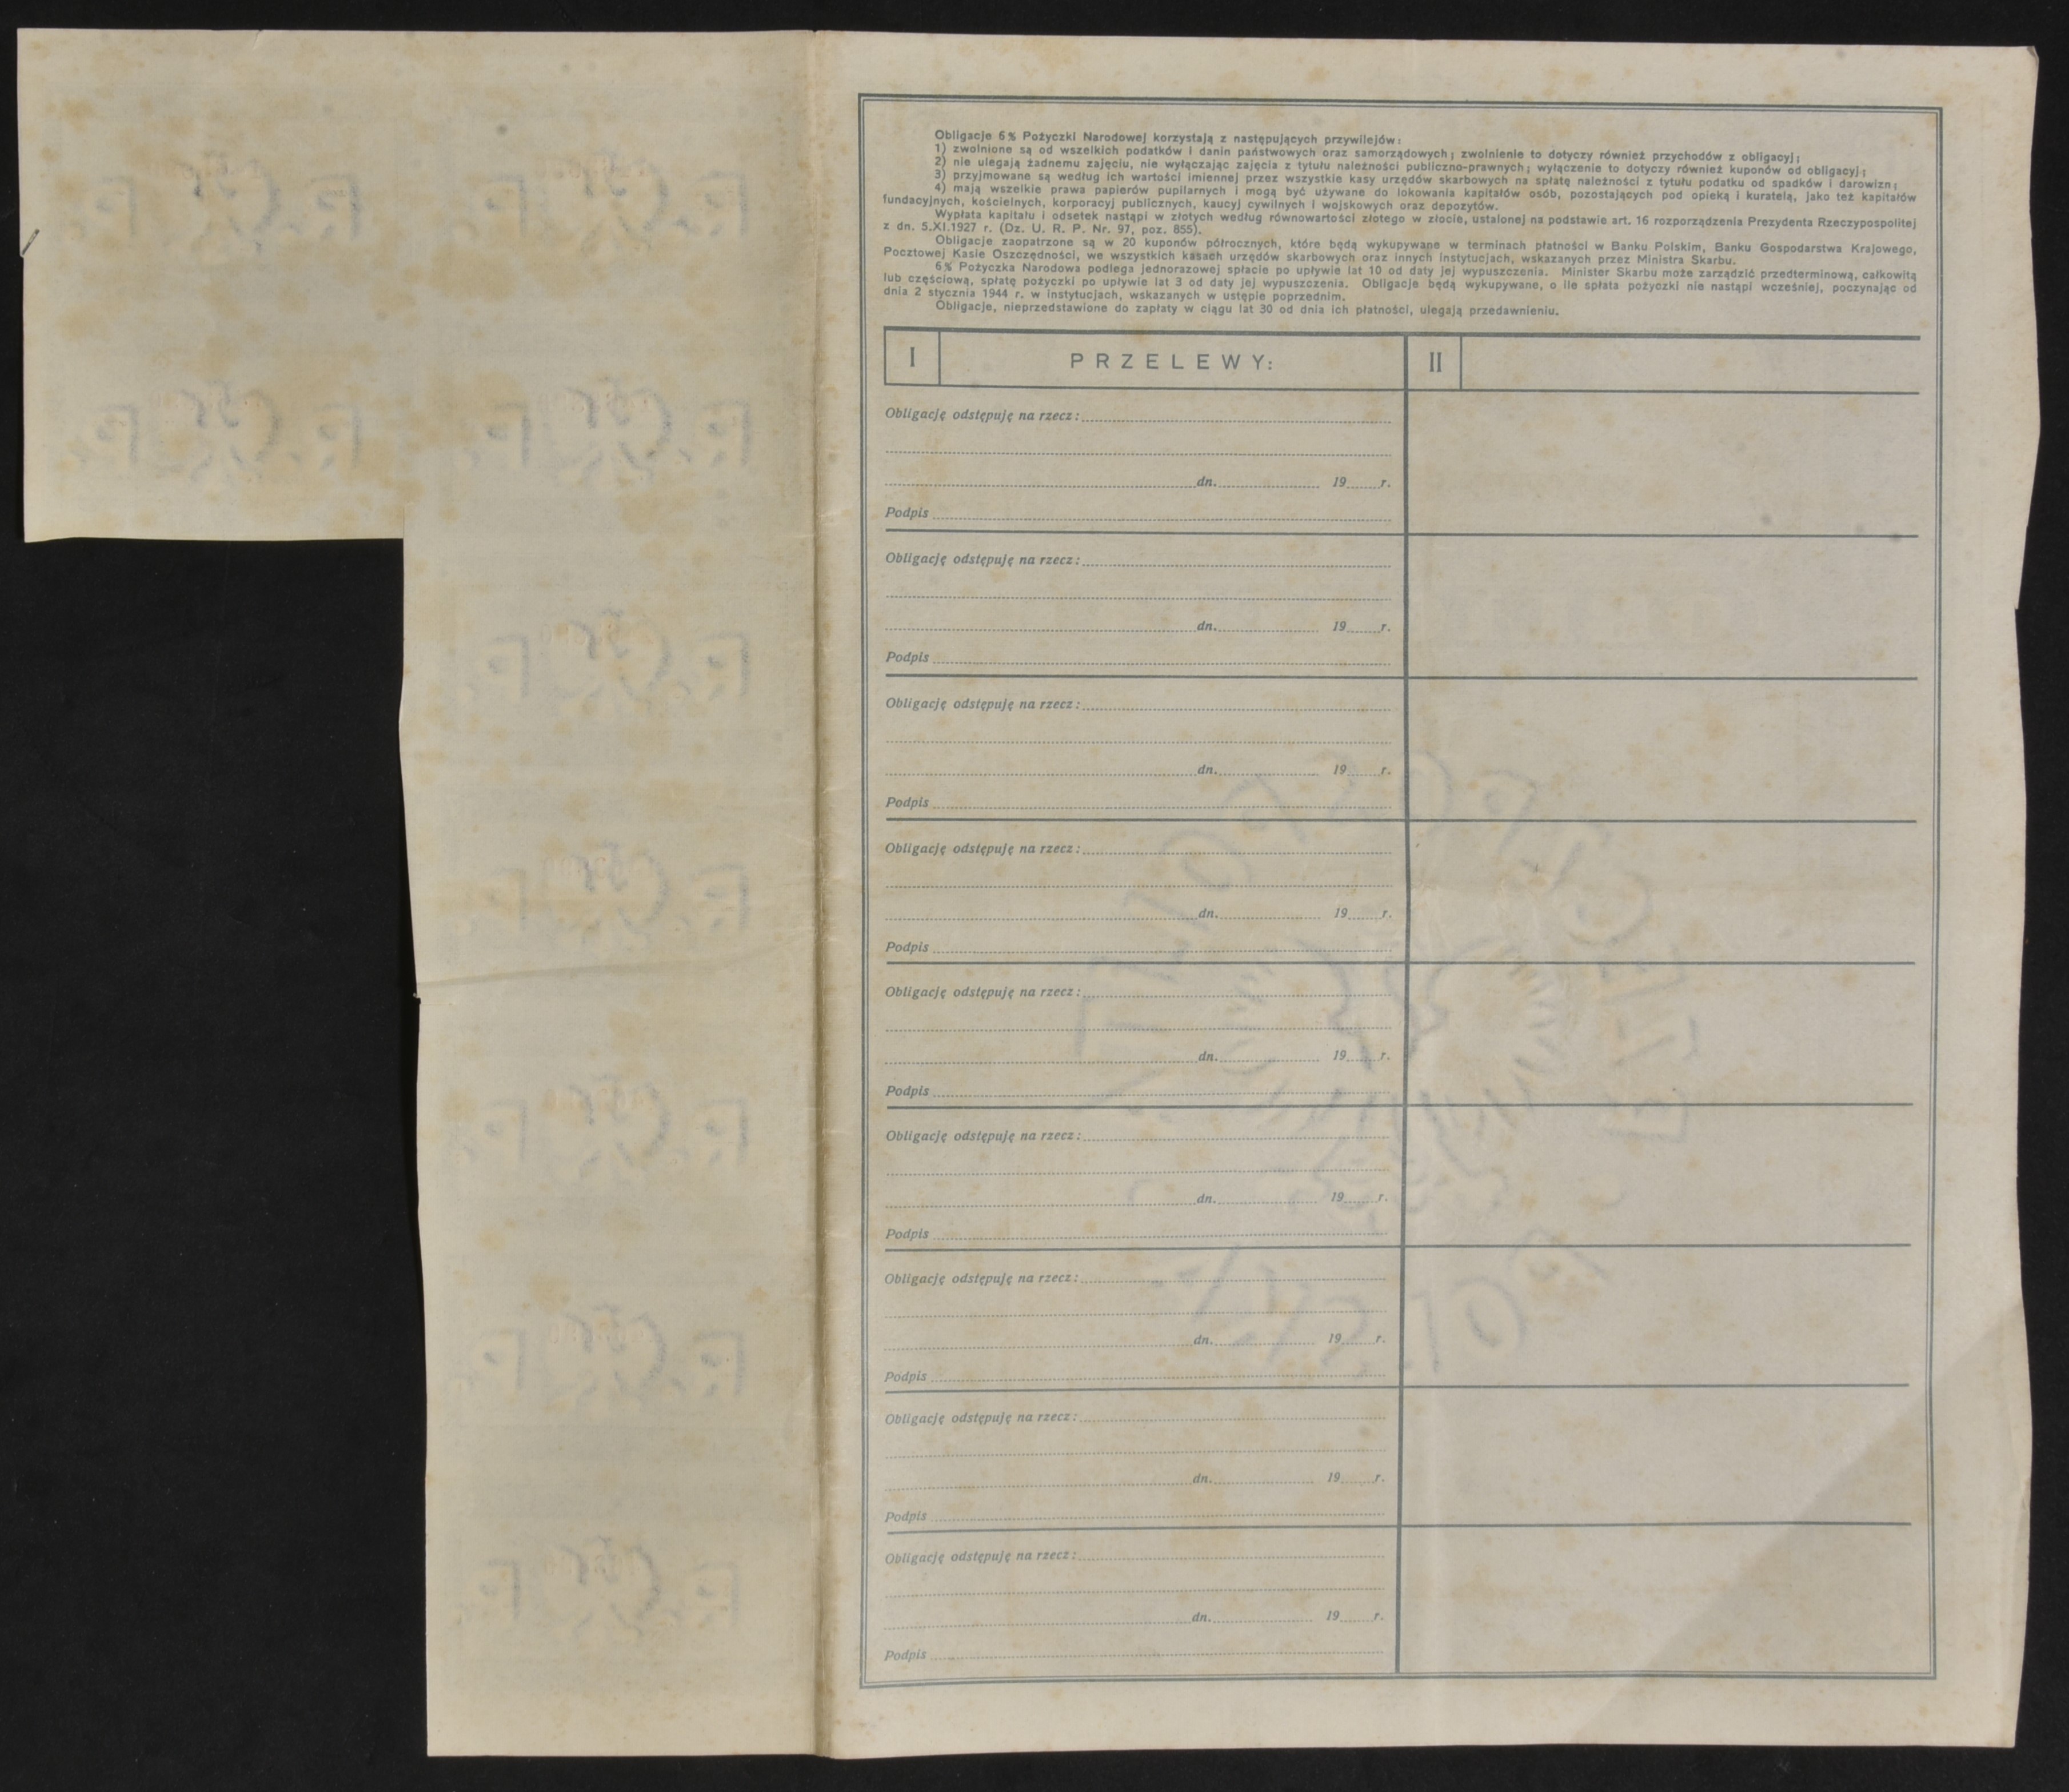 Obligacje 6% Pożyczki Narodowej korzystają z następujących przywilejów:
1) zwolnione są od wszelkich podatków i danin państwowych oraz samorządowych; zwolnienie to dotyczy również przychodów z obligacyj;
2) nie ulegają żadnemu zajęciu, nie wyłączając zajęcia z tytułu należności publiczno-prawnych; wyłączenie to dotyczy również kuponów od obligacyj;
3) przyjmowane są według ich wartości imiennej przez wszystkie kasy urzędów skarbowych na spłatę należności z tytułu podatku od spadków i darowizn;
4) mają wszelkie prawa papierów pupilarnych i mogą być używane do lokowania kapitałów osób, pozostających pod opieką i kuratelą, jako też kapitałów
fundacyjnych, kościelnych, korporacyj publicznych, kaucyj cywilnych i wojskowych oraz depozytów.
Wypłata kapitału i odsetek nastąpi w złotych według równowartości złotego w złocie, ustalonej na podstawie art. 16 rozporządzenia Prezydenta Rzeczypospolitej
z dn. 5.XI.1927 r. (Dz. U. R. P. Nr. 97, poz. 855).
Obligacje zaopatrzone są w 20 kuponów półrocznych, które będą wykupywane w terminach płatności w Banku Polskim, Banku Gospodarstwa Krajowego,
Pocztowej Kasie Oszczędności, we wszystkich kasach urzędów skarbowych oraz innych instytucjach, wskazanych przez Ministra Skarbu.
6% Pożyczka Narodowa podlega jednorazowej spłacie po upływie lat 10 od daty jej wypuszczenia. Minister Skarbu może zarządzić przedterminową, całkowitą
lub częściową, spłatę pożyczki po upływie lat 3 od daty jej wypuszczenia. Obligacje będą wykupywane, o ile spłata pożyczki nie nastąpi wcześniej, poczynając od
dnia 2 stycznia 1944 r. w instytucjach, wskazanych w ustępie poprzednim.
Obligacje, nieprzedstawione do zapłaty w ciągu lat 30 od dnia ich płatności, ulegają przedawnieniu.
I PRZELEWY: II
Obligację odstępuję na rzecz:
dn. 19 r.
Podpis
Obligację odstępuję na rzecz:
dn. 19 r.
Podpis
Obligację odstępuję na rzecz:
dn. 19 r.
Podpis
Obligację odstępuję na rzecz:
dn. 19 r.
Podpis
Obligację odstępuję na rzecz:
dn. 19 r.
Podpis
Obligację odstępuję na rzecz:
dn. 19 r.
Podpis
Obligację odstępuję na rzecz:
dn. 19 r.
Podpis
Obligację odstępuję na rzecz:
dn. 19 r.
Podpis
Obligację odstępuję na rzecz:
dn. 19 r.
Podpis